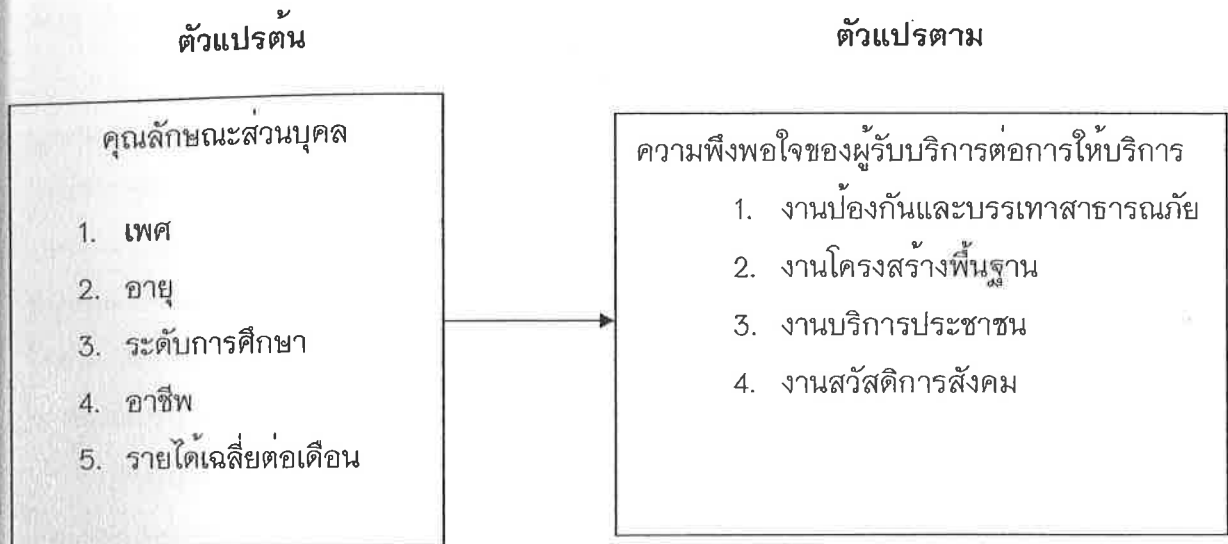 ตัวแปรต้น
ตัวแปรตาม
คุณลักษณะส่วนบุคล
1. เพศ
2. อายุ
3. ระดับการศึกษา
4. อาชีพ
5. รายได้เฉลี่ยต่อเดือน
ความพึงพอใจของผู้รับบริการต่อการให้บริการ
1. งานป้องกันและบรรเทาสาธารณภัย
2. งานโครงสร้างพื้นฐาน
3. งานบริการประชาชน
4. งานสวัสดิการสังคม